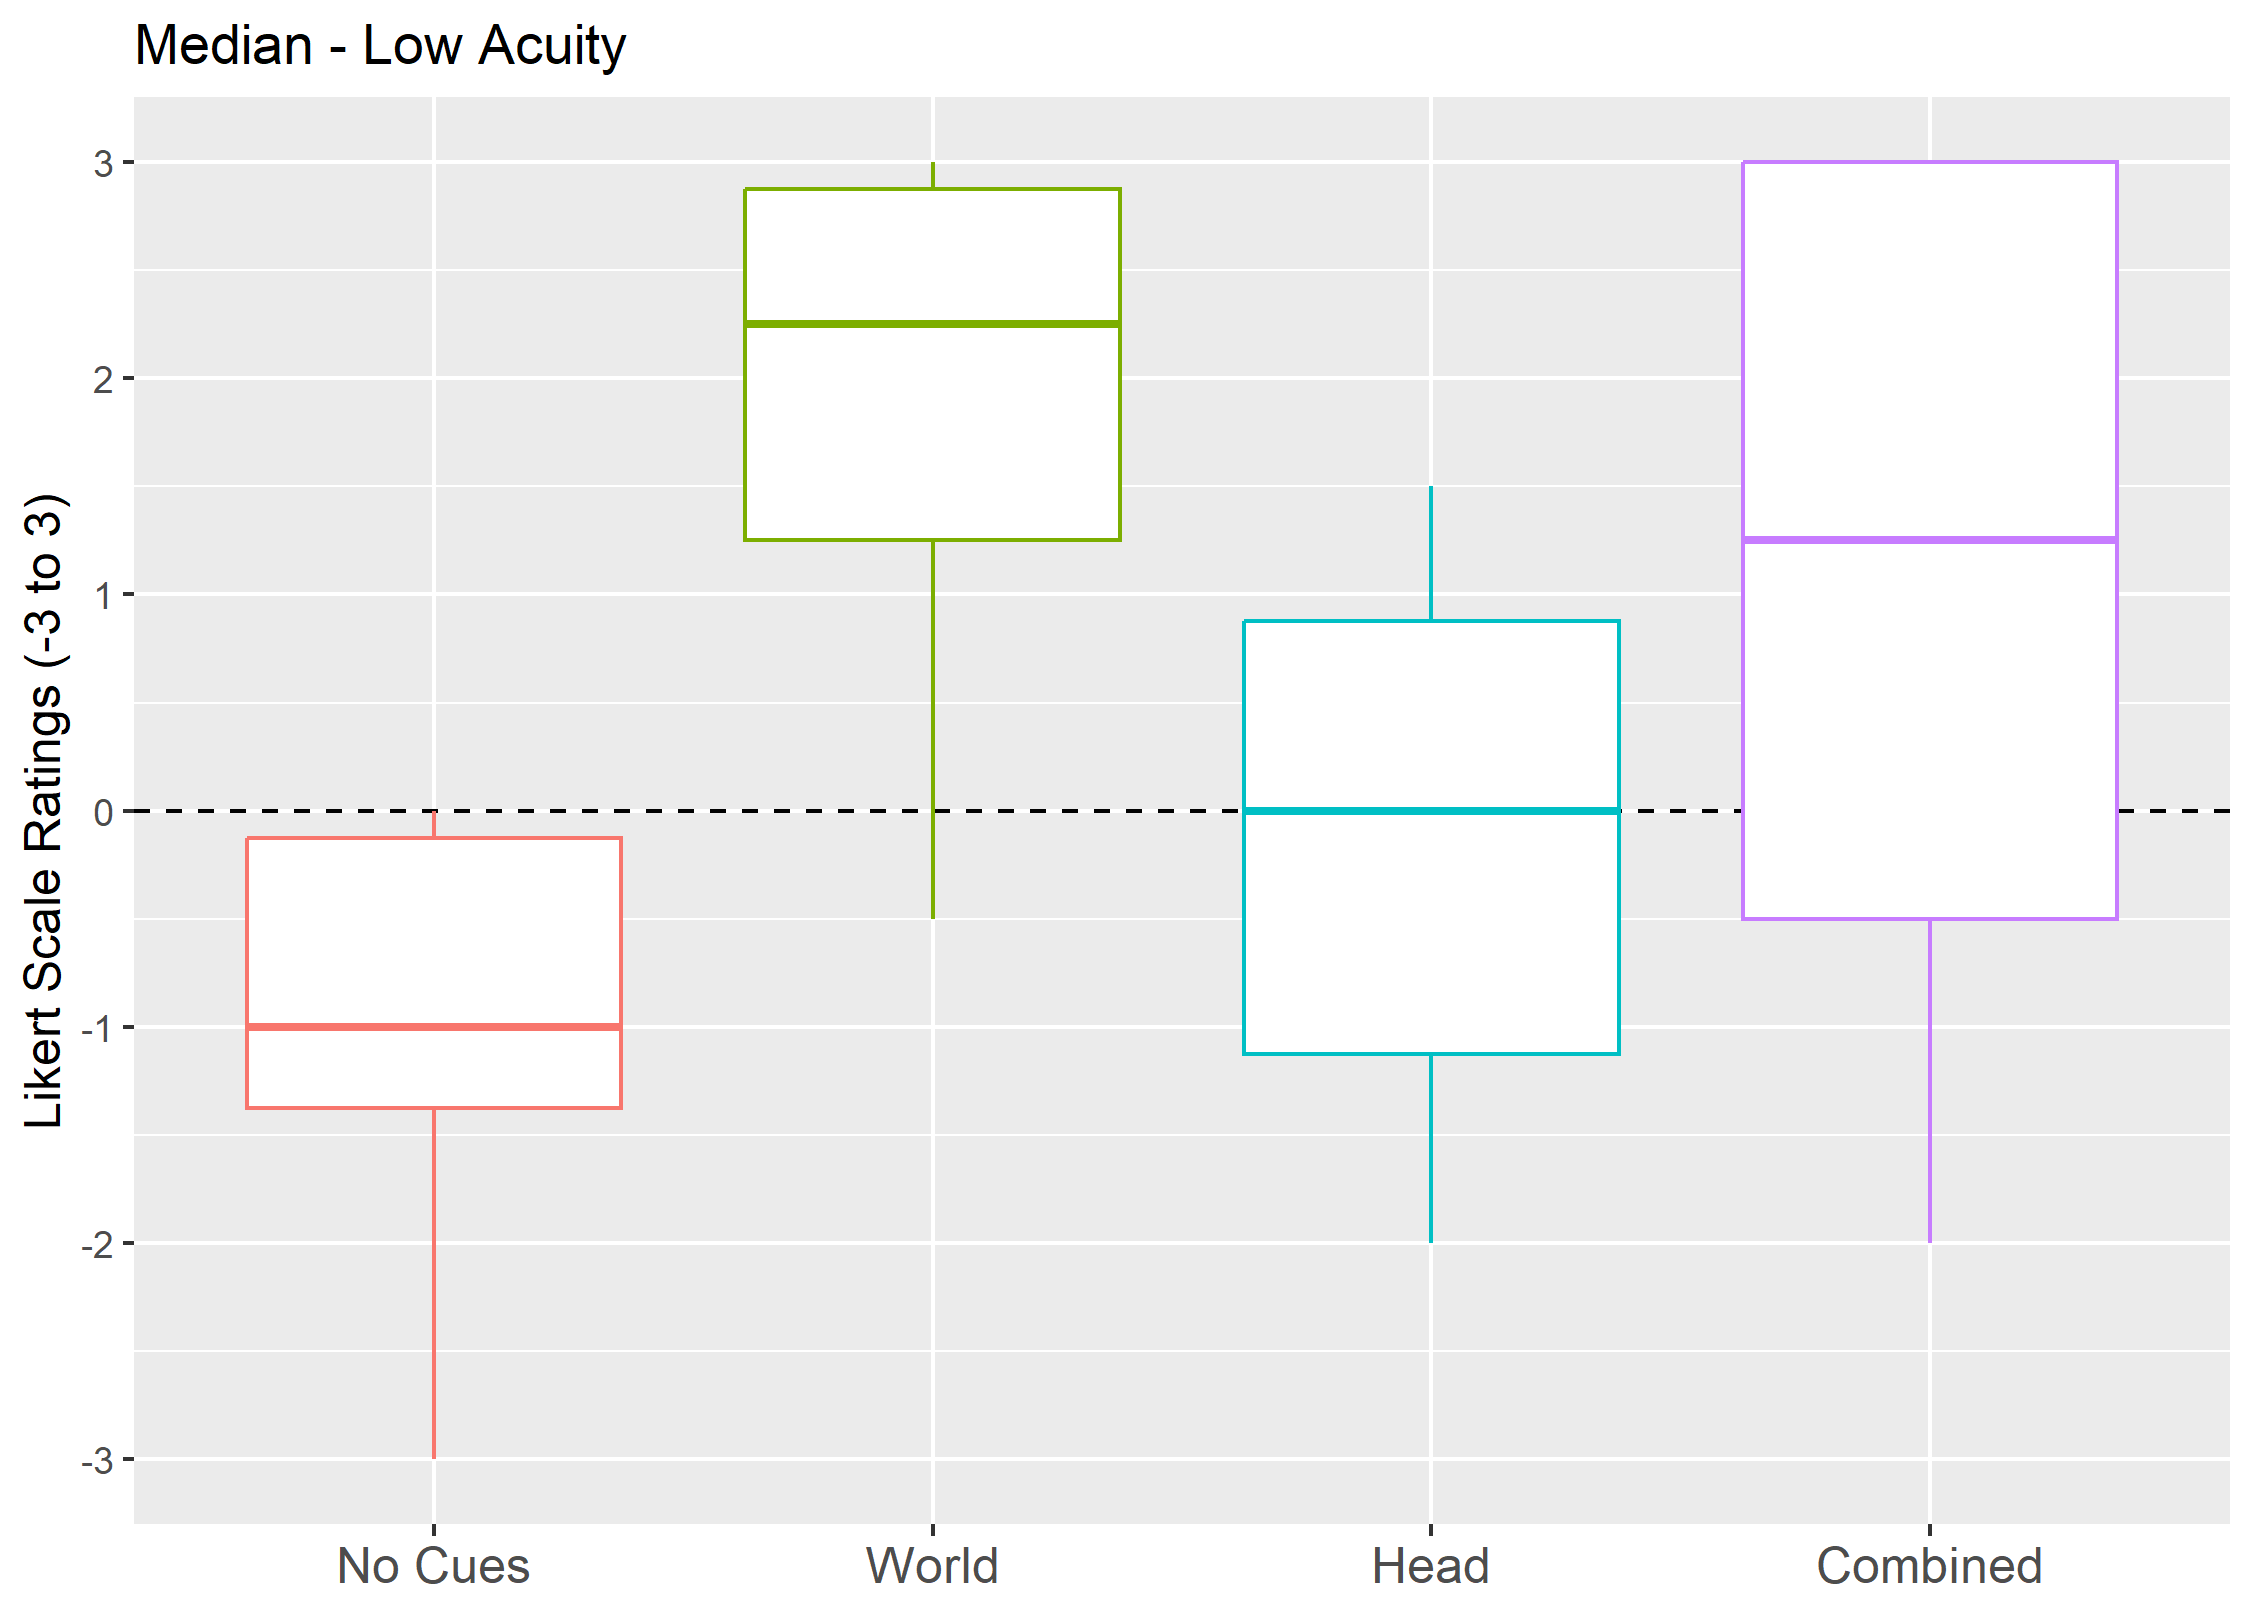 Median - Low Acuity
Likert Scale Ratings (-3 to 3)
3
2
1
0
-1
-2
-3
No Cues World Head Combined